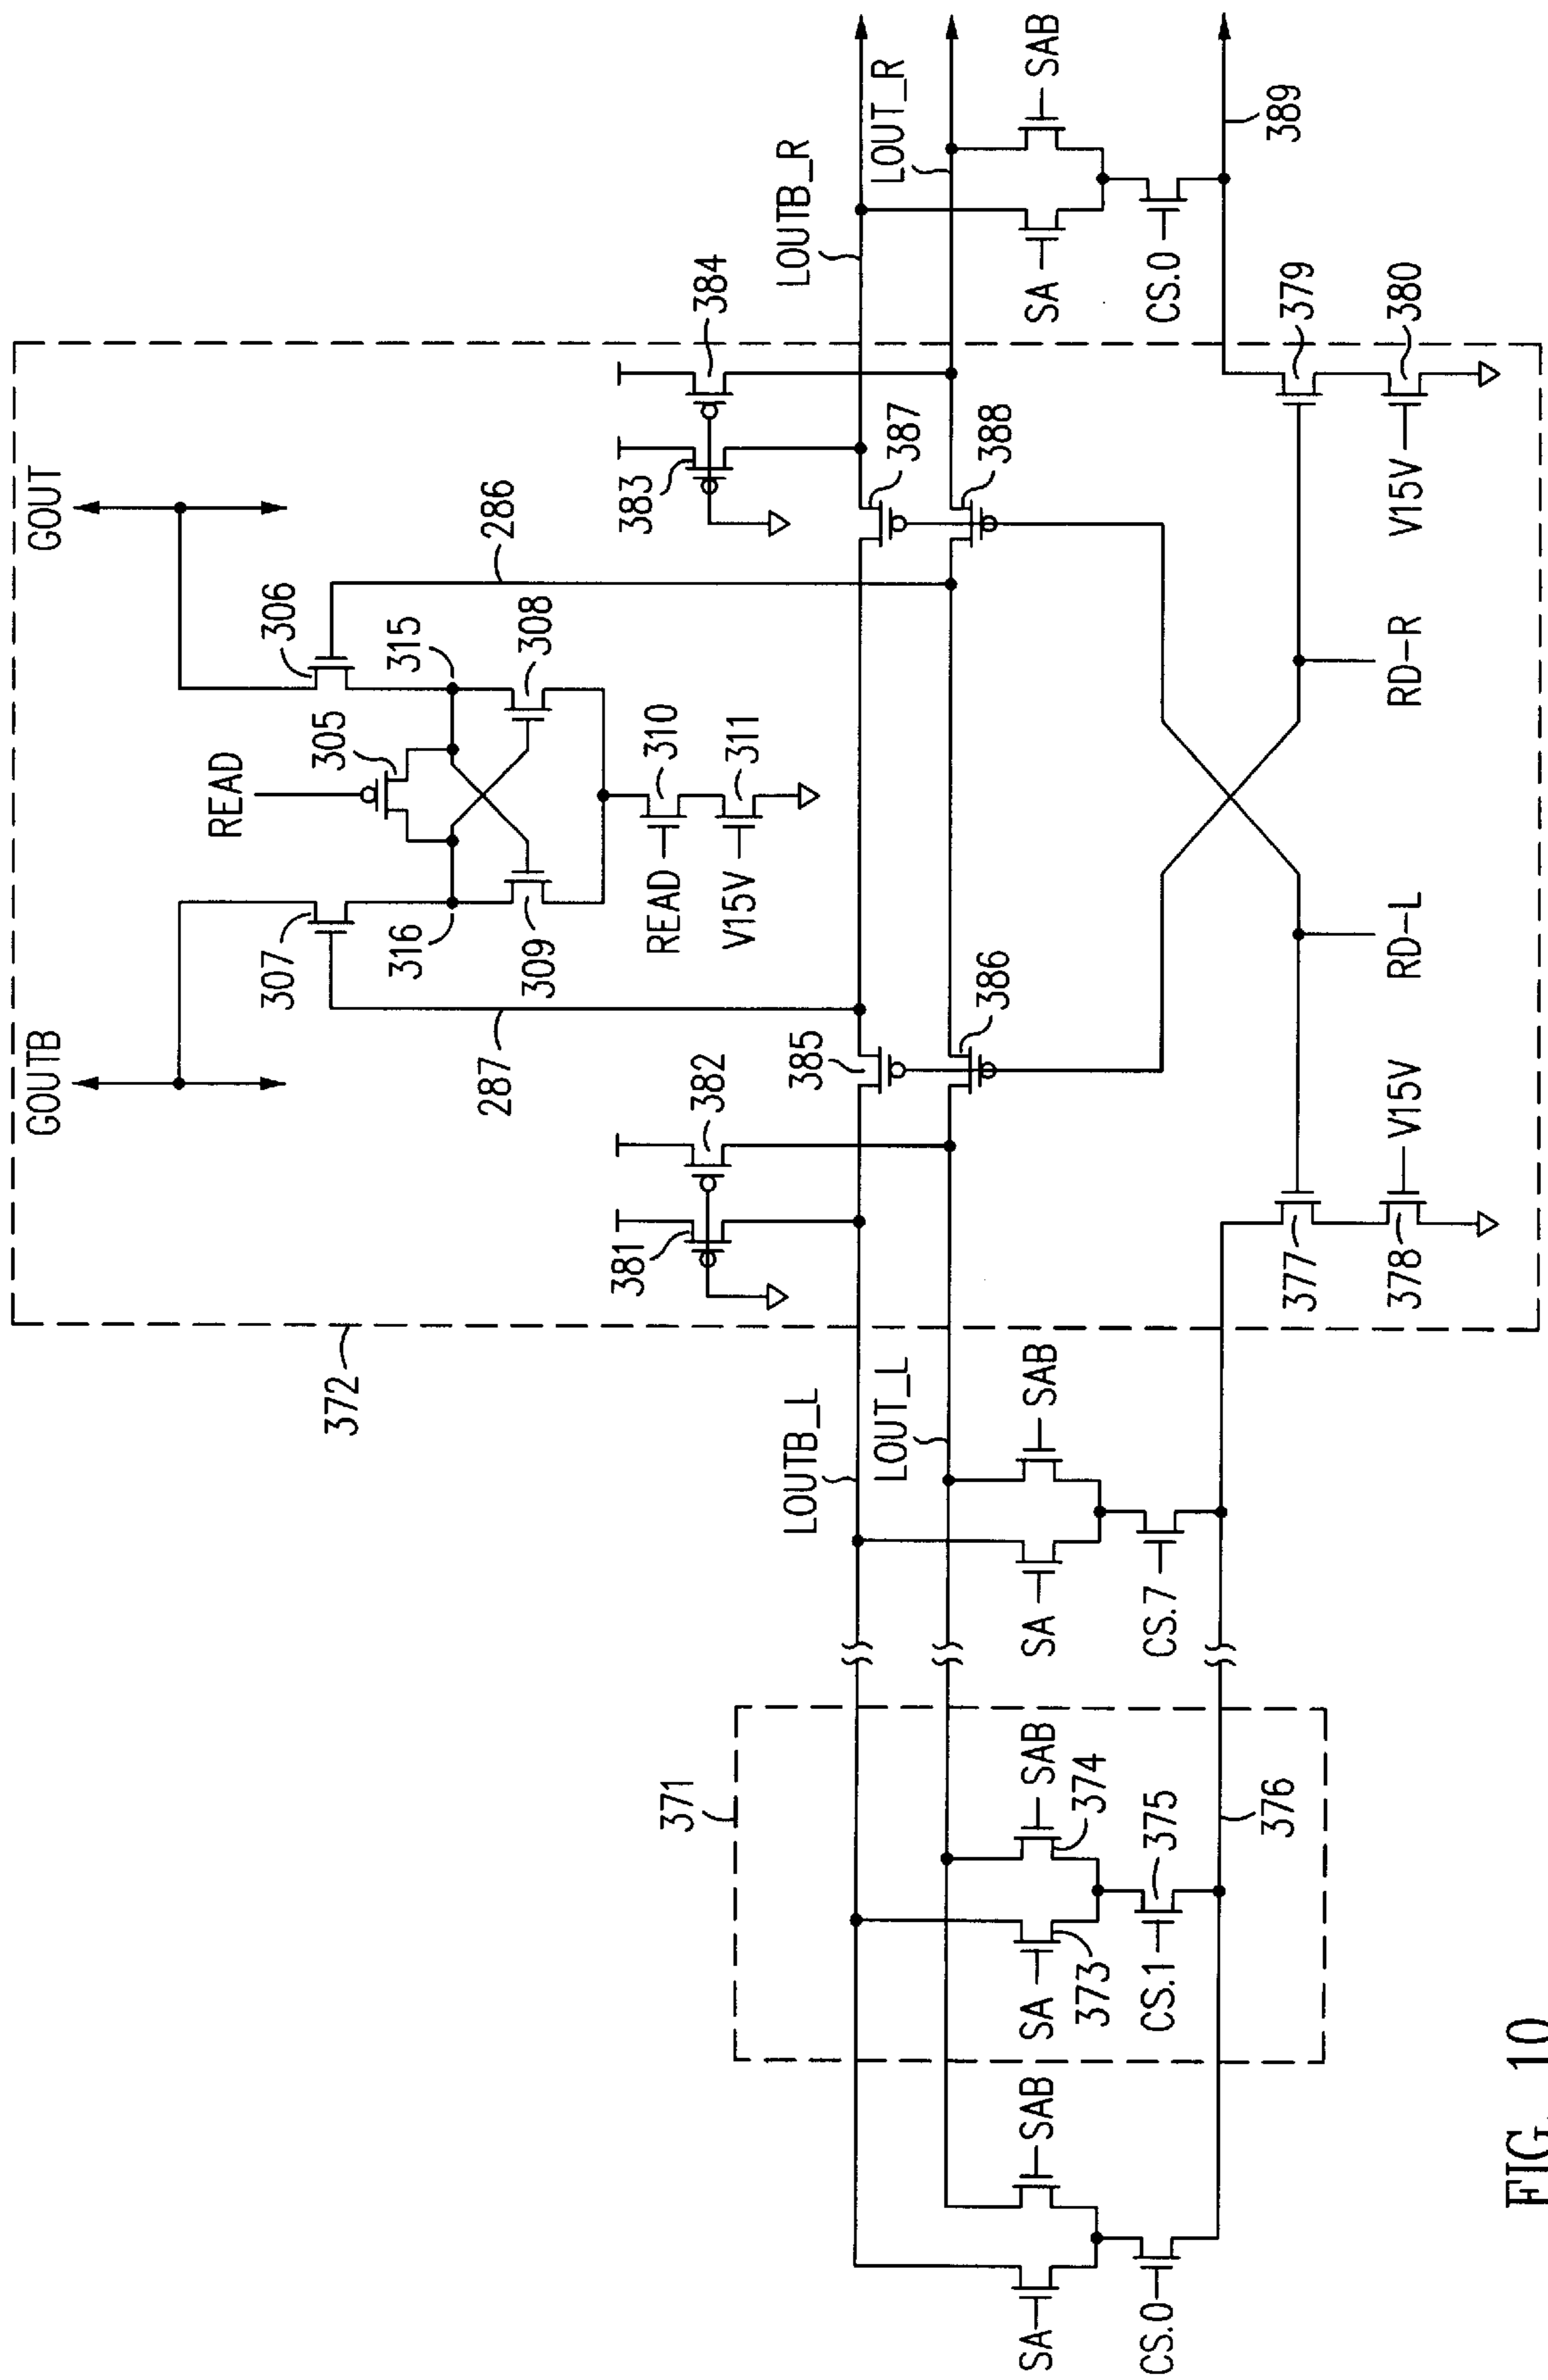 GOUTB
GOUT
READ
305
306
307
286
287
315
316
308
309
310
READ
311
V15V
372
381
382
383
384
385
386
387
388
LOUTB_R
LOUT_R
LOUTB_L
LOUT_L
371
SA
SAB
CS.0
SA
SAB
373
374
CS.1
375
376
SA
SAB
CS.7
SA
SAB
CS.0
389
377
378
V15V
RD-L
RD-R
379
380
V15V
FIG. 10